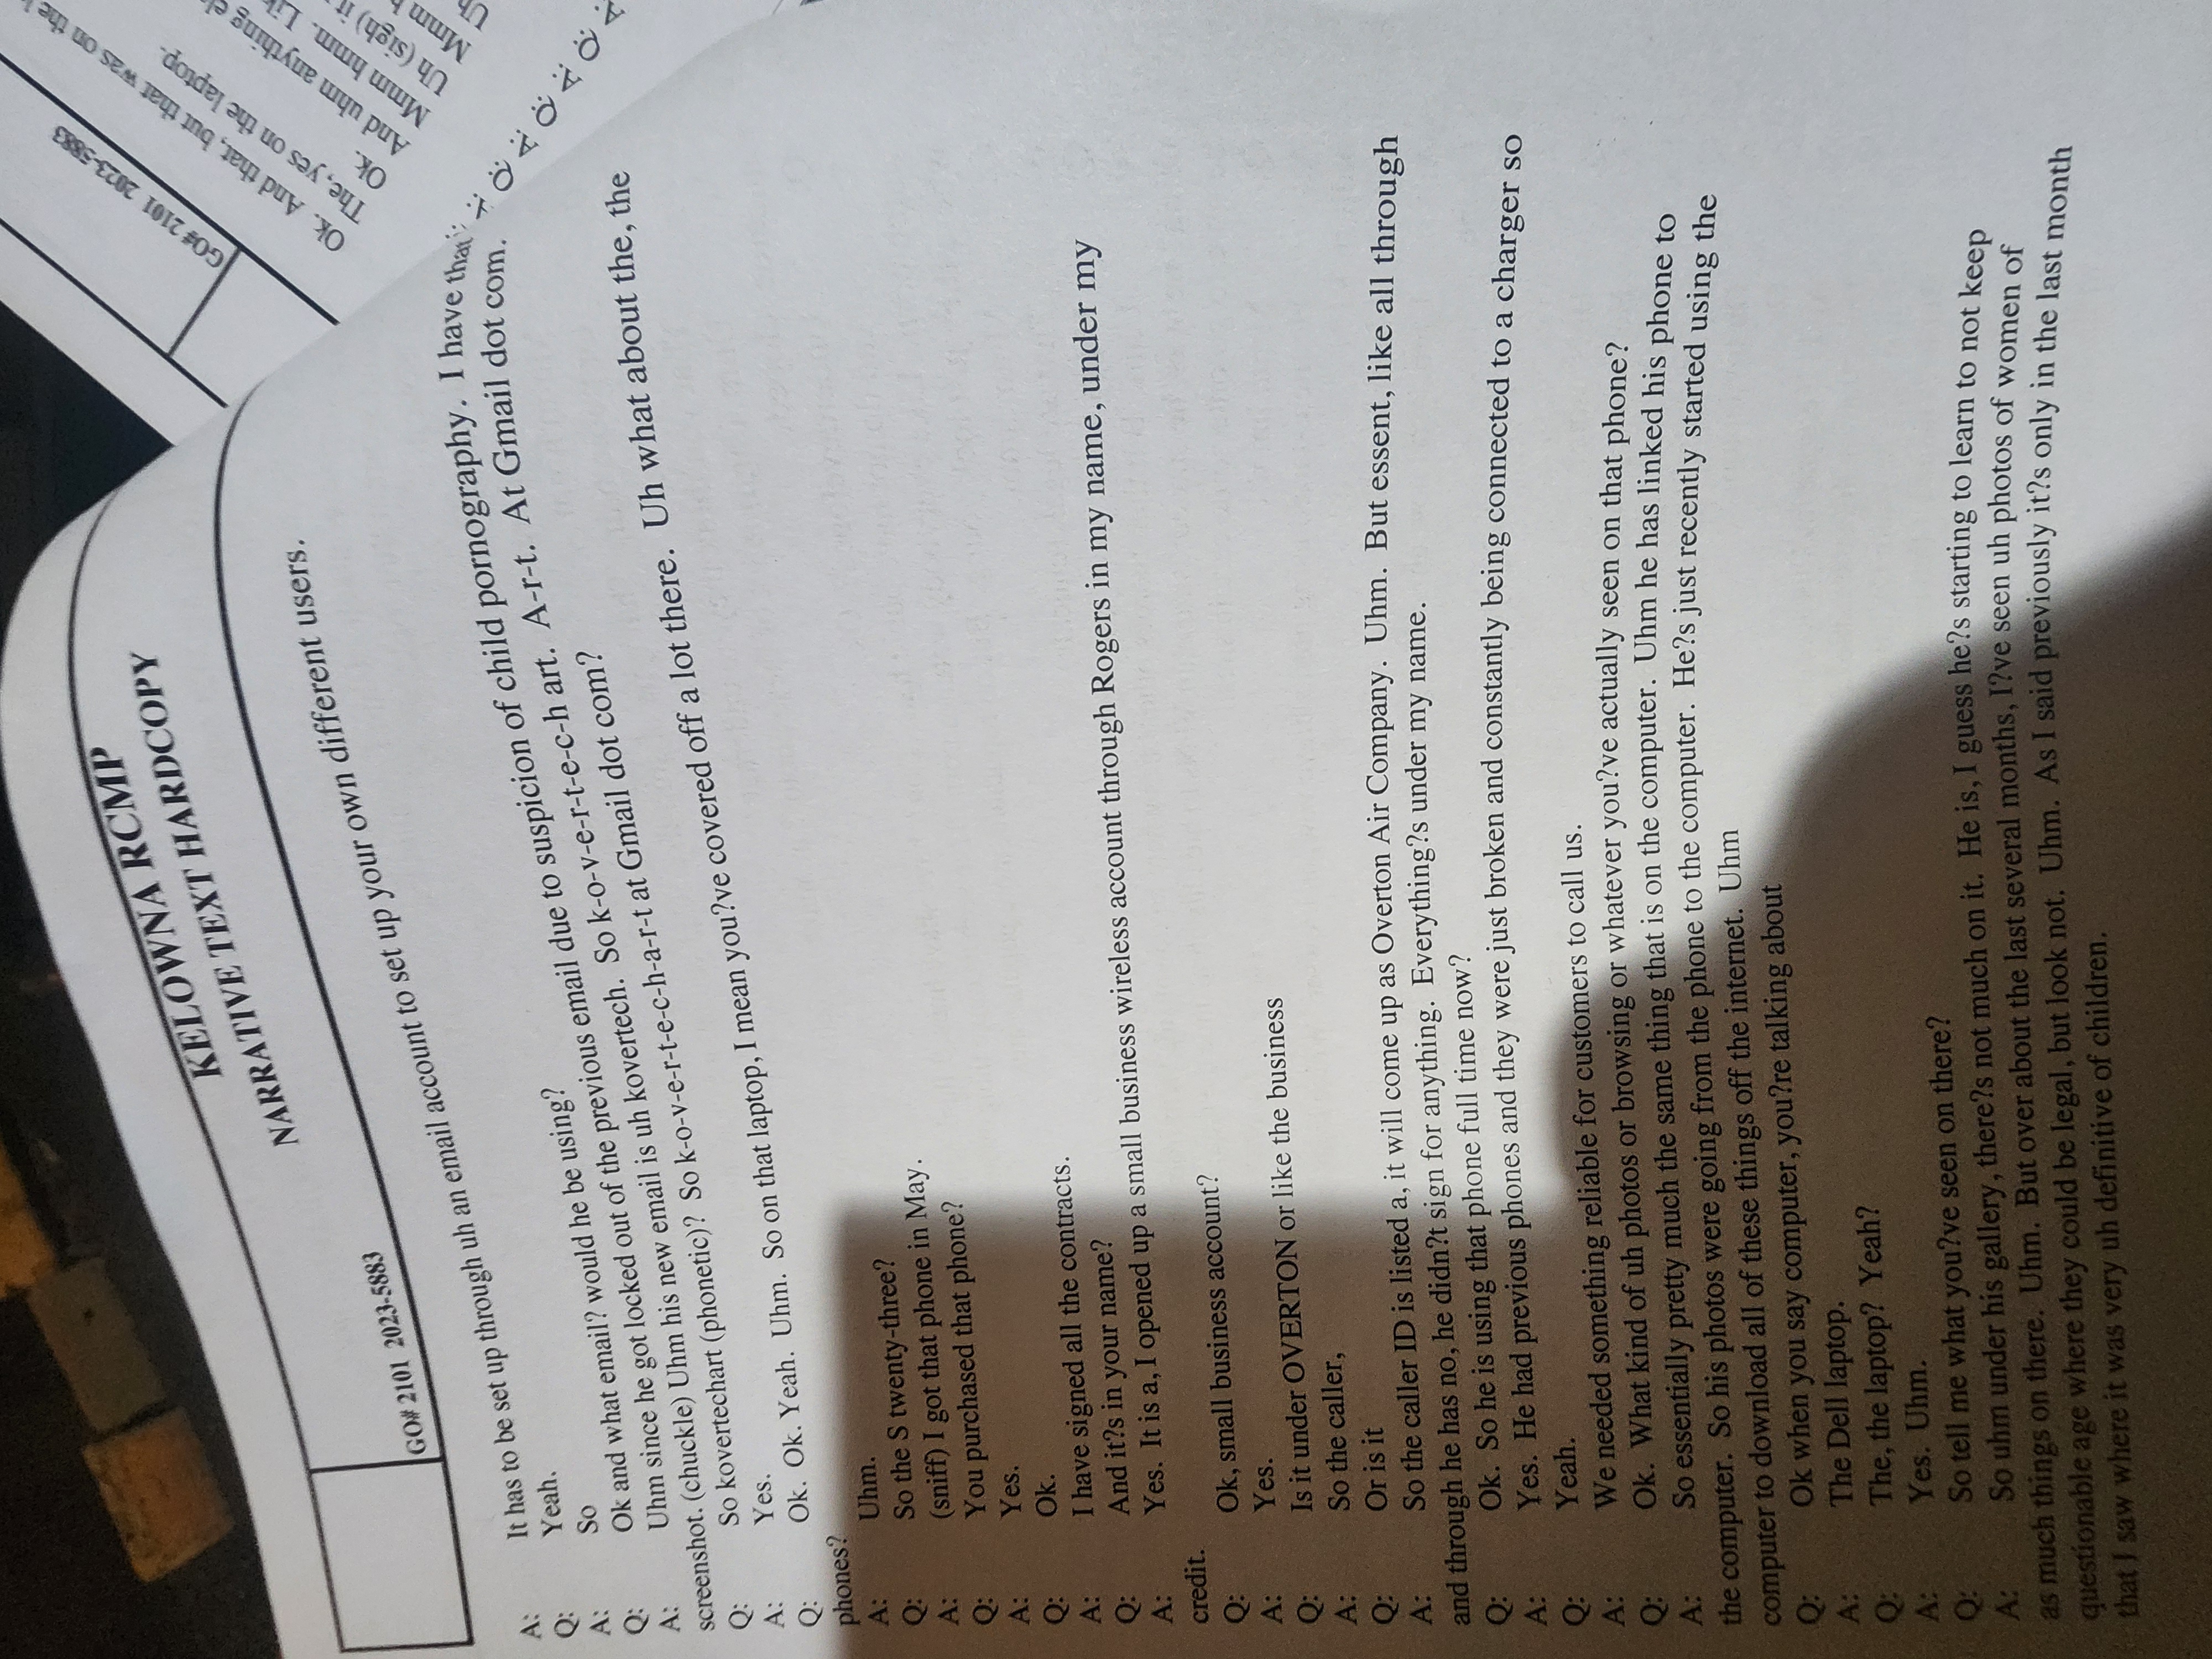 KELOWNA RCMP
NARRATIVE TEXT HARDCOPY
GO# 2101 2023-5883
A: It has to be set up through uh an email account to set up your own different users.
Q: Yeah.
A: So
Q: Ok and what email? would he be using?
A: Uhm since he got locked out of the previous email due to suspicion of child pornography. I have that
screenshot. (chuckle) Uhm his new email is uh kovertech. So k-o-v-e-r-t-e-c-h art. A-r-t. At Gmail dot com.
Q: So kovertechart (phonetic)? So k-o-v-e-r-t-e-c-h-a-r-t at Gmail dot com?
A: Yes.
Q: Ok. Ok. Yeah. Uhm. So on that laptop, I mean you?ve covered off a lot there. Uh what about the, the
phones?
A: Uhm.
Q: So the S twenty-three?
A: (sniff) I got that phone in May.
Q: You purchased that phone?
A: Yes.
Q: Ok.
A: I have signed all the contracts.
Q: And it?s in your name?
A: Yes. It is a, I opened up a small business wireless account through Rogers in my name, under my
credit.
Q: Ok, small business account?
A: Yes.
Q: Is it under OVERTON or like the business
A: So the caller,
Q: Or is it
A: So the caller ID is listed a, it will come up as Overton Air Company. Uhm. But essent, like all through
and through he has no, he didn?t sign for anything. Everything?s under my name.
Q: Ok. So he is using that phone full time now?
A: Yes. He had previous phones and they were just broken and constantly being connected to a charger so
Q: Yeah.
A: We needed something reliable for customers to call us.
Q: Ok. What kind of uh photos or browsing or whatever you?ve actually seen on that phone?
A: So essentially pretty much the same thing that is on the computer. Uhm he has linked his phone to
the computer. So his photos were going from the phone to the computer. He?s just recently started using the
computer to download all of these things off the internet. Uhm
Q: Ok when you say computer, you?re talking about
A: The Dell laptop.
Q: The, the laptop? Yeah?
A: Yes. Uhm.
Q: So tell me what you?ve seen on there?
A: So uhm under his gallery, there?s not much on it. He is, I guess he?s starting to learn to not keep
as much things on there. Uhm. But over about the last several months, I?ve seen uh photos of women of
questionable age where they could be legal, but look not. Uhm. As I said previously it?s only in the last month
that I saw where it was very uh definitive of children.
GO# 2101 2023-5883
Ok. And that, but that was on the
A: The, yes on the laptop.
Q: Ok.
A: And uhm anything
Q: Mmm hmm.
A: Uh (sigh) it
Q: Mmm
A: Uh